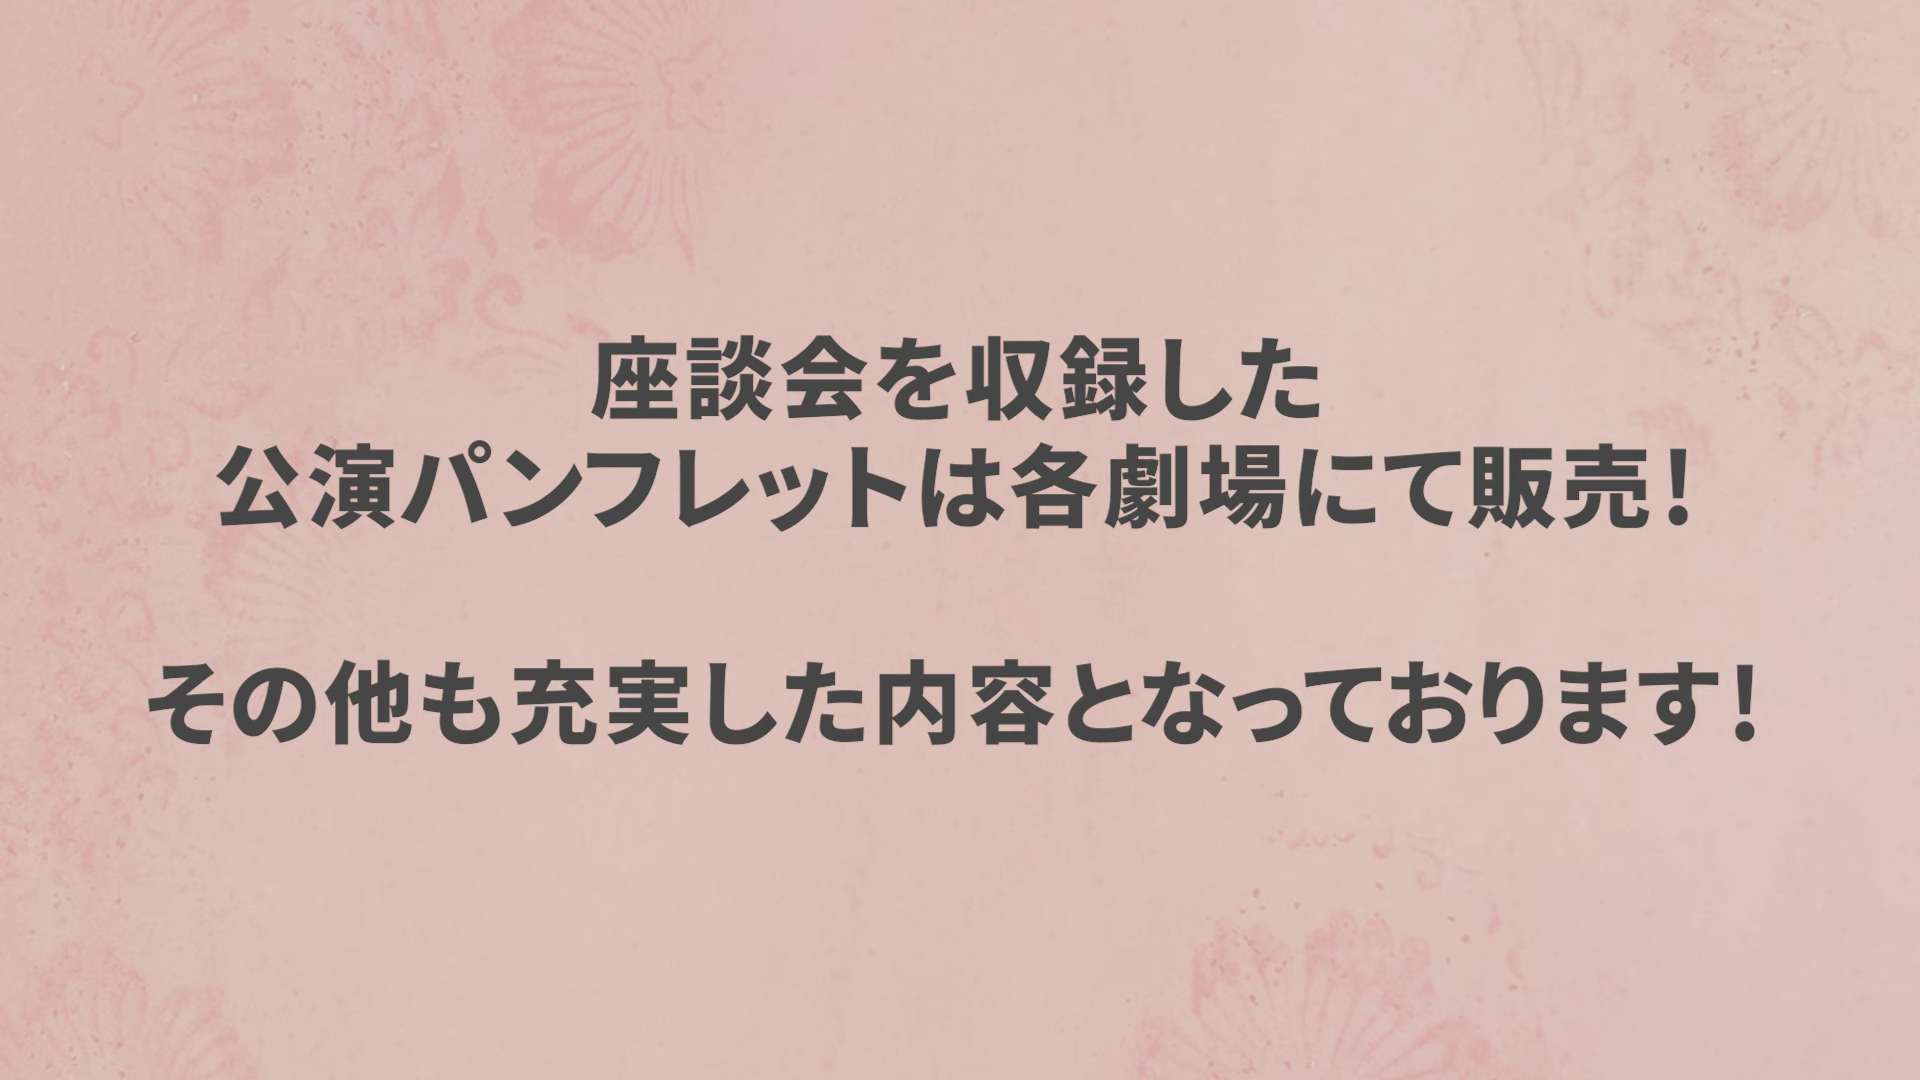 座談会を収録した
公演パンフレットは各劇場にて販売！
その他も充実した内容となっております！